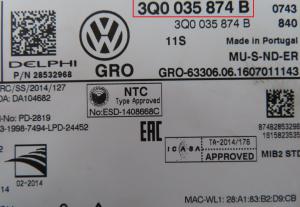 3Q0 035 874 B 0743
3Q0 035 874 B 840
11S Made in Portugal
DELPHI MU-S-ND-ER
P/N 28532968 GRO GRO-63306.06.1607011143
RC/SS/2014/127
DA104682
NTC
Type Approved
No:ESD-1408668C
: PD-2819
3-1998-7494-LPD-24452
EAC
TA-2014/176
ICASA
APPROVED
874B2853296
1615823535
MIB2 STD
02-2014
MAC-WL1: 28:A1:83:B2:D9:CB